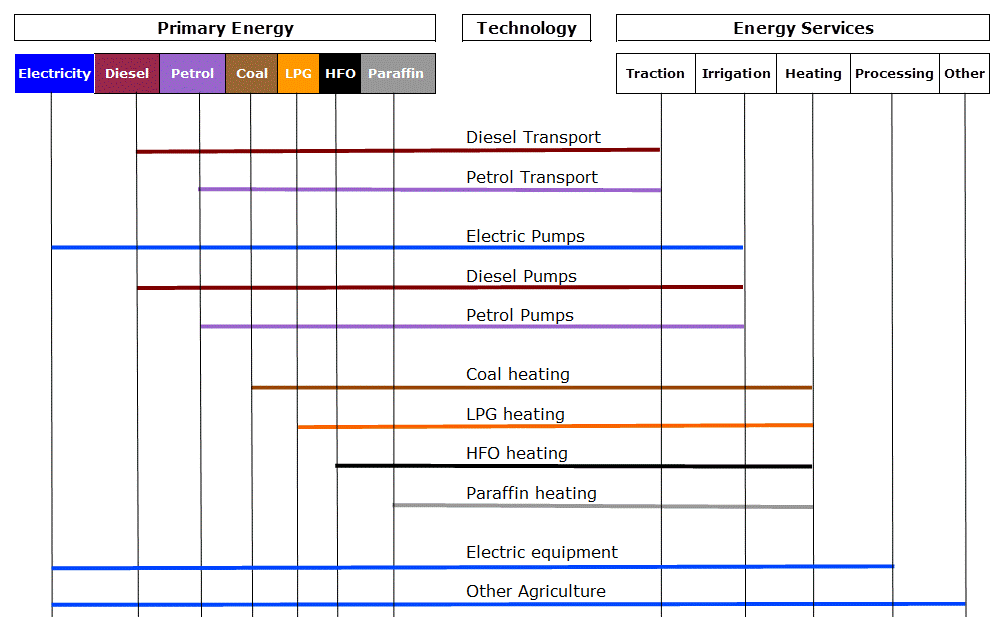 Primary Energy Technology Energy Services
Electricity Diesel Petrol Coal LPG HFO Paraffin Traction Irrigation Heating Processing Other
Diesel Transport
Petrol Transport
Electric Pumps
Diesel Pumps
Petrol Pumps
Coal heating
LPG heating
HFO heating
Paraffin heating
Electric equipment
Other Agriculture